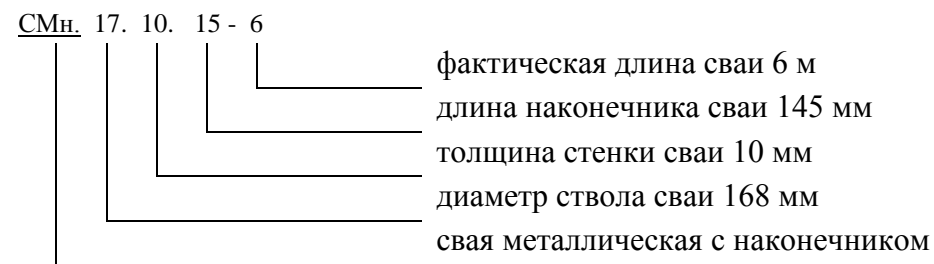 СМн. 17. 10. 15 - 6
фактическая длина сваи 6 м
длина наконечника сваи 145 мм
толщина стенки сваи 10 мм
диаметр ствола сваи 168 мм
свая металлическая с наконечником